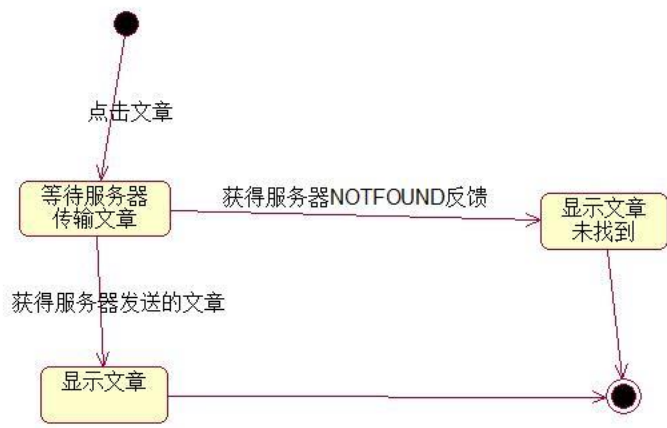 点击文章
等待服务器
传输文章
获得服务器NOTFOUND反馈
显示文章
未找到
获得服务器发送的文章
显示文章